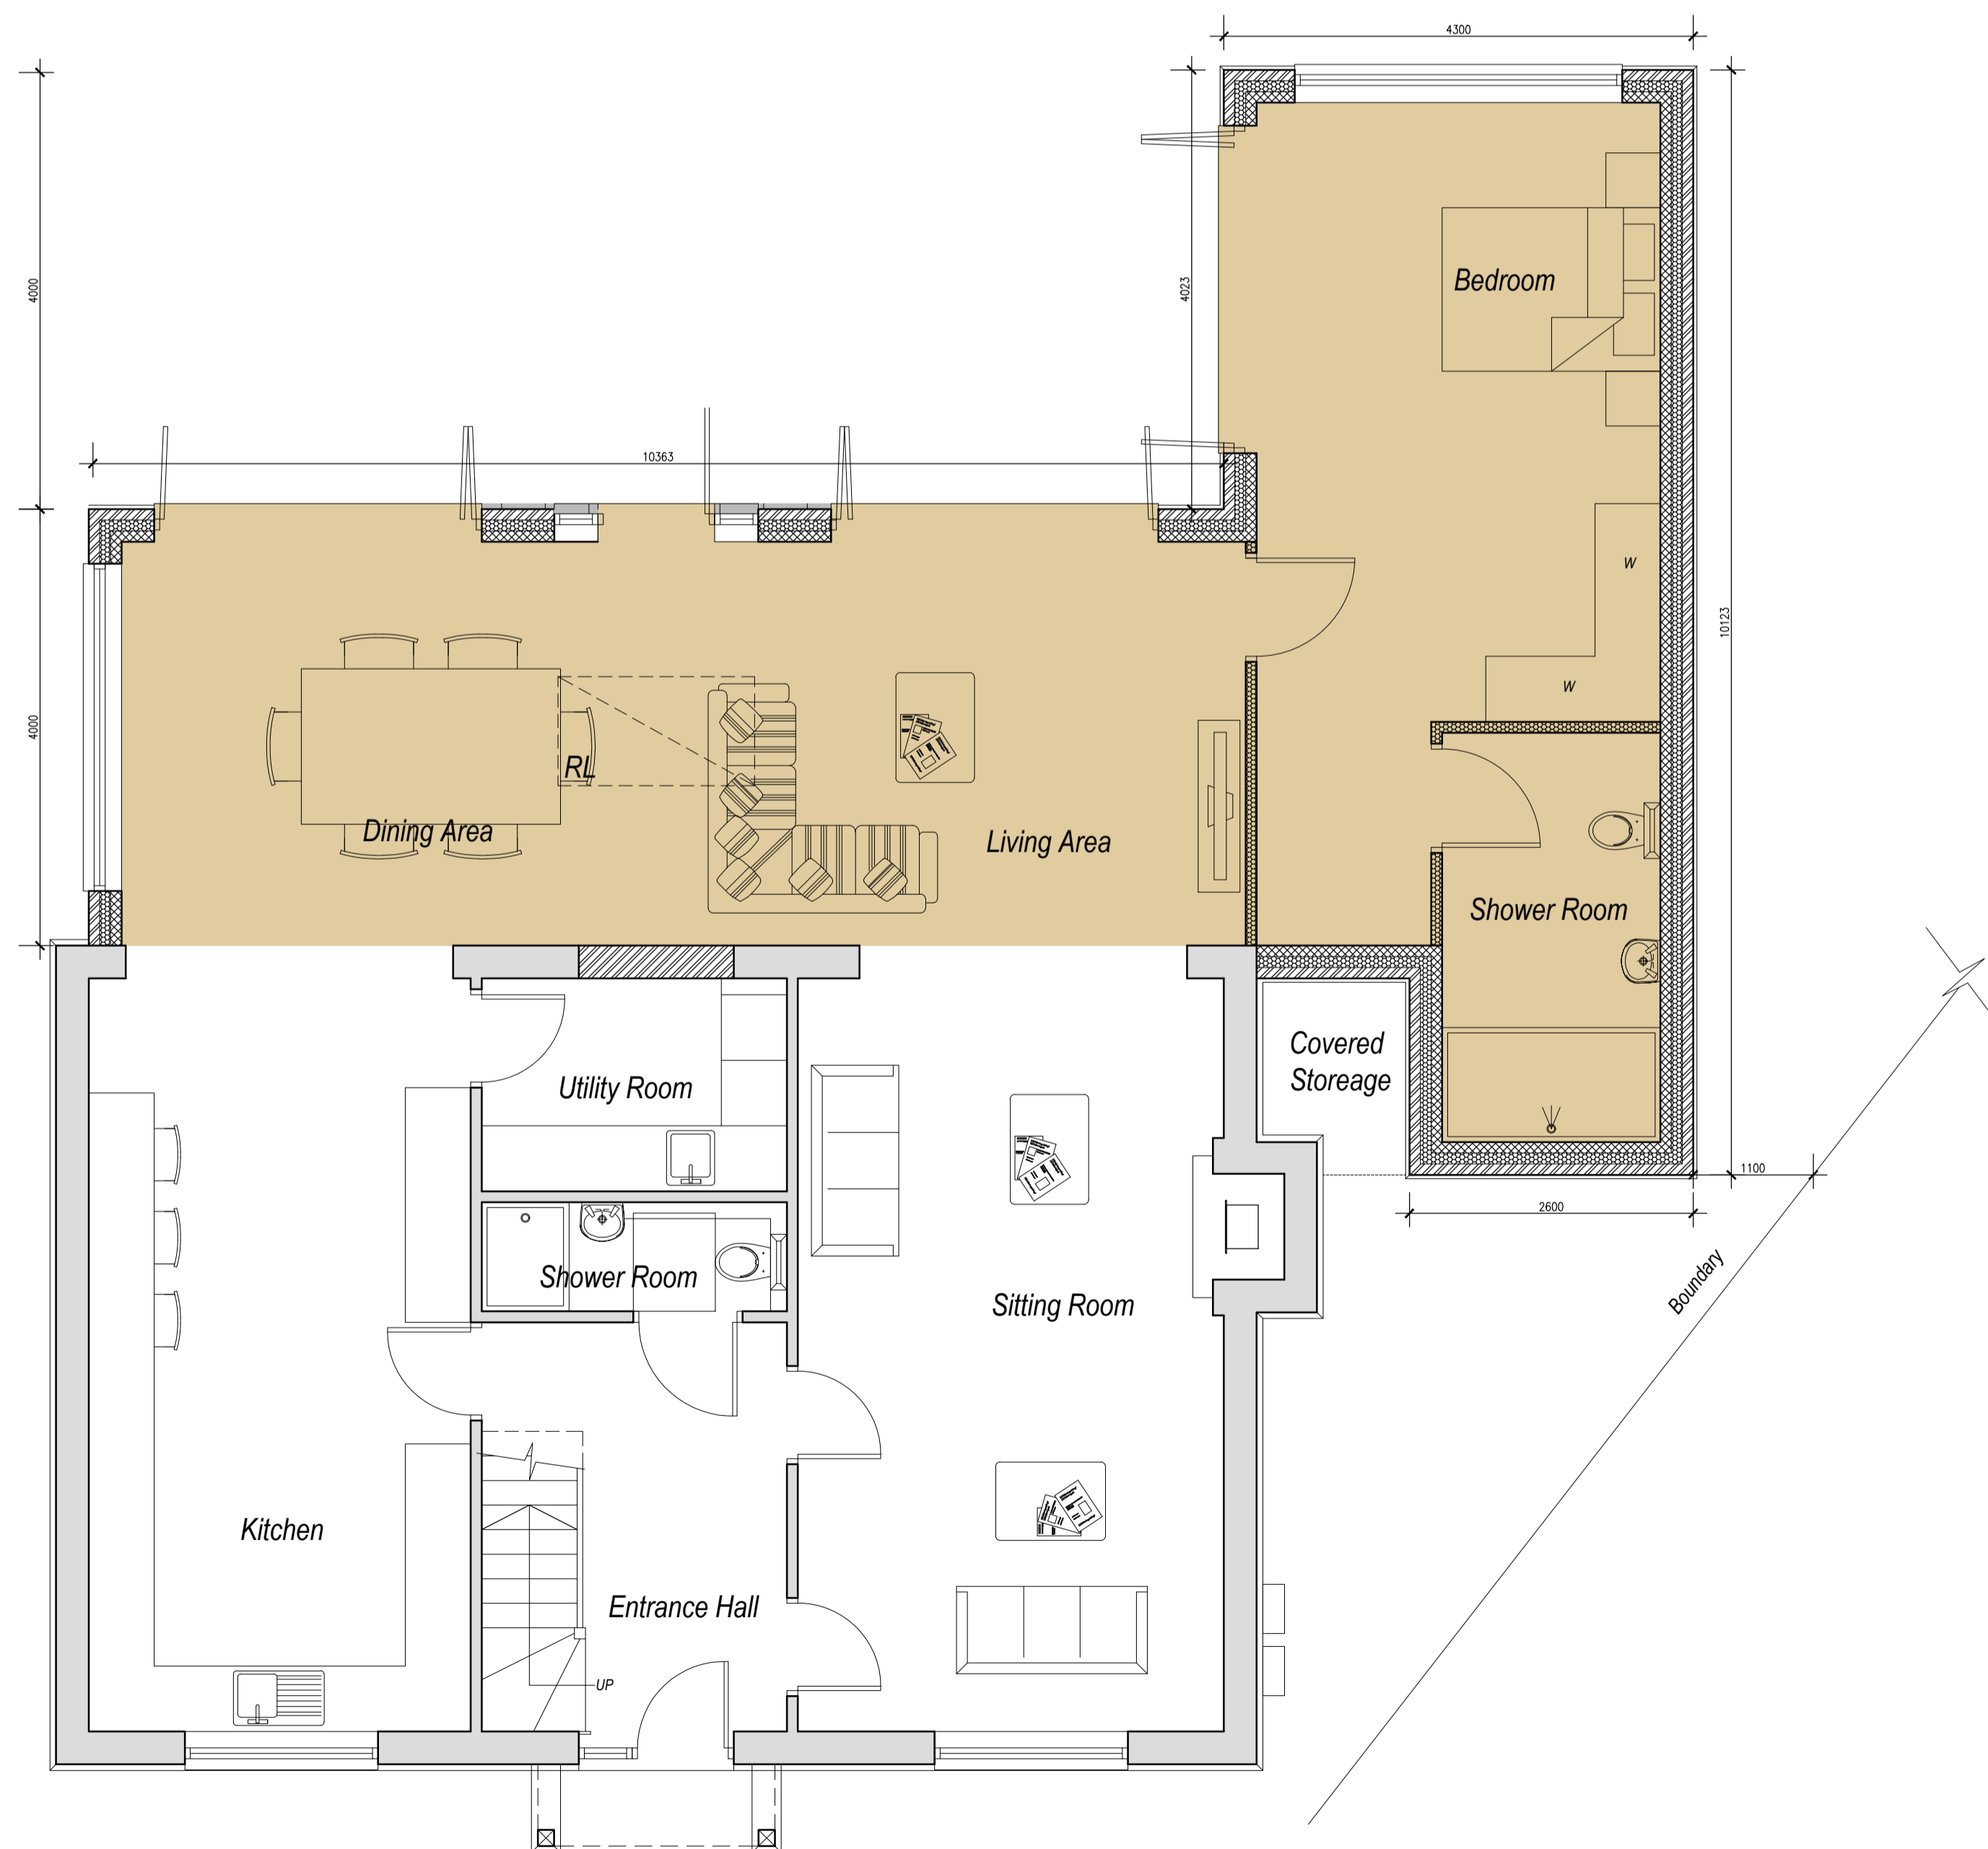 4300
4000
4023
Bedroom
10363
4000
W
W
10123
RL
Dining Area
Living Area
Shower Room
Covered
Storeage
Utility Room
1100
2600
Shower Room
Sitting Room
Boundary
Kitchen
Entrance Hall
UP